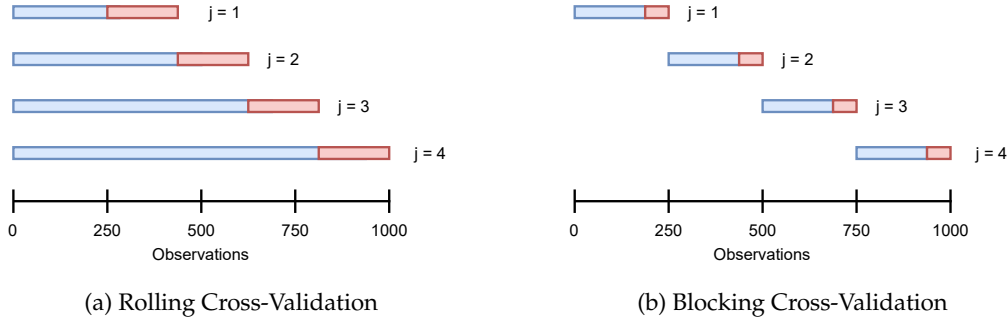 j = 1
j = 2
j = 3
j = 4
0 250 500 750 1000
Observations
(a) Rolling Cross-Validation
j = 1
j = 2
j = 3
j = 4
0 250 500 750 1000
Observations
(b) Blocking Cross-Validation